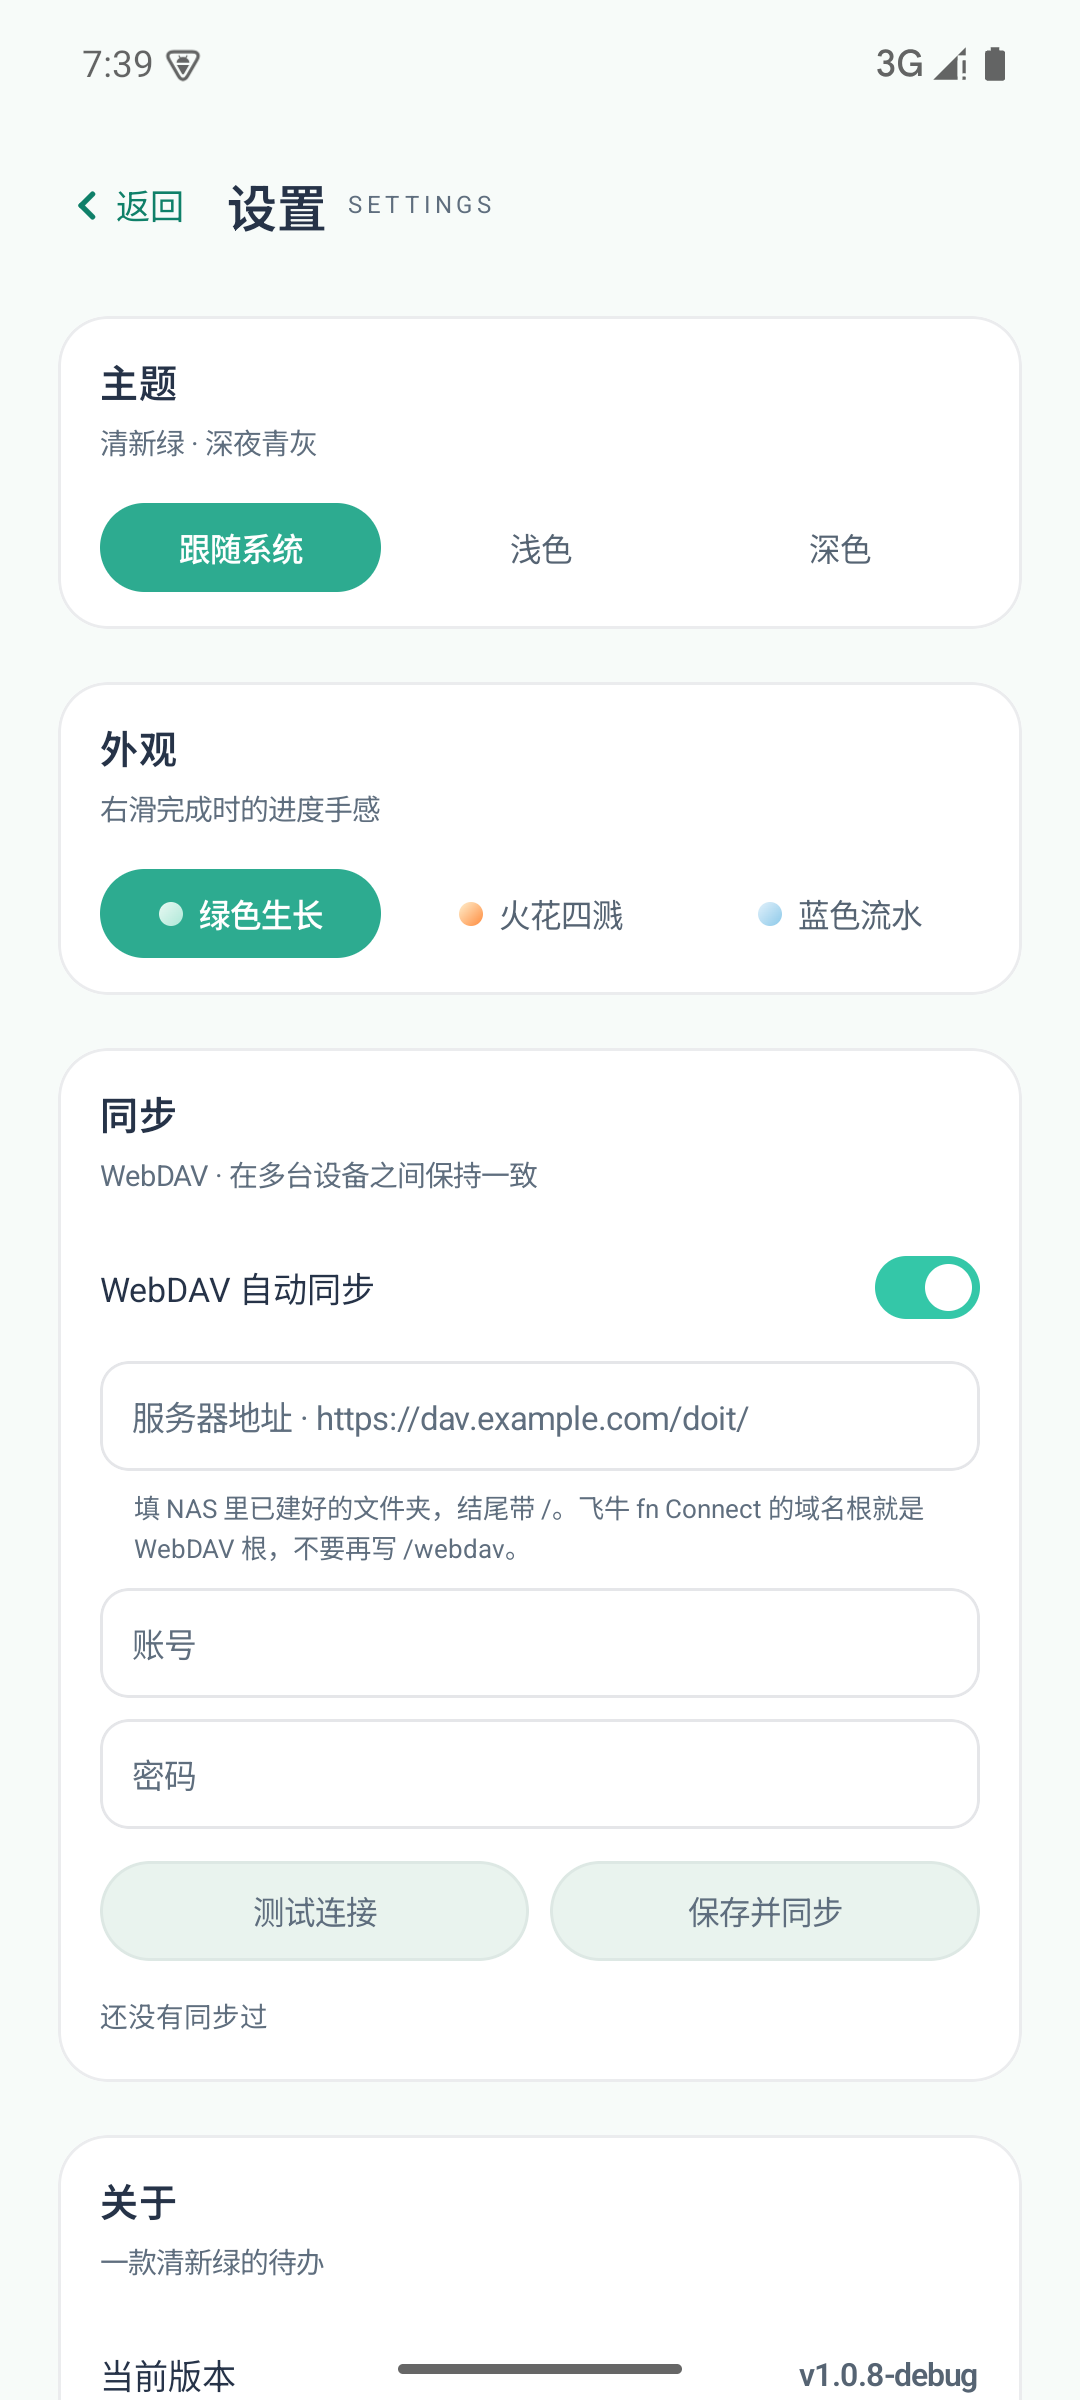 7:39
3G
返回 设置 SETTINGS
主题
清新绿 · 深夜青灰
跟随系统 浅色 深色
外观
右滑完成时的进度手感
绿色生长 火花四溅 蓝色流水
同步
WebDAV · 在多台设备之间保持一致
WebDAV 自动同步
服务器地址 · https://dav.example.com/doit/
填 NAS 里已建好的文件夹，结尾带 /。飞牛 fn Connect 的域名根就是
WebDAV 根，不要再写 /webdav。
账号
密码
测试连接 保存并同步
还没有同步过
关于
一款清新绿的待办
当前版本 v1.0.8-debug